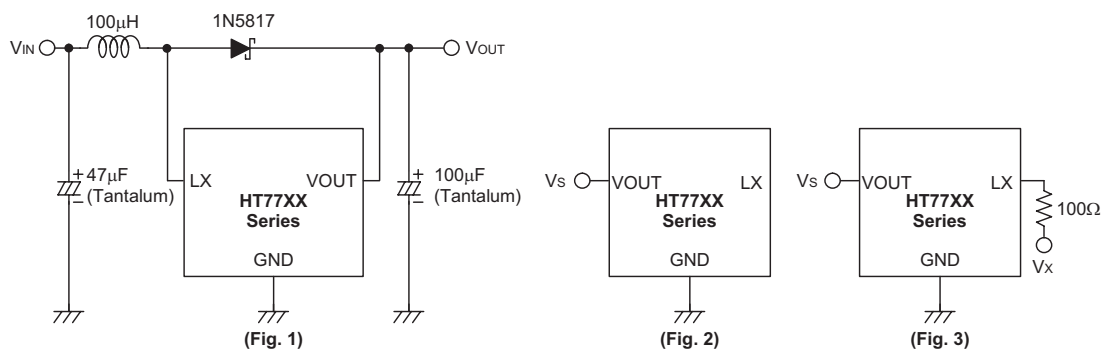 100μH
1N5817
VIN
VOUT
+
47μF
(Tantalum)
−
LX
VOUT
HT77XX
Series
GND
+
100μF
(Tantalum)
−
(Fig. 1)
VS
VOUT
LX
HT77XX
Series
GND
(Fig. 2)
VS
VOUT
LX
HT77XX
Series
GND
100Ω
VX
(Fig. 3)